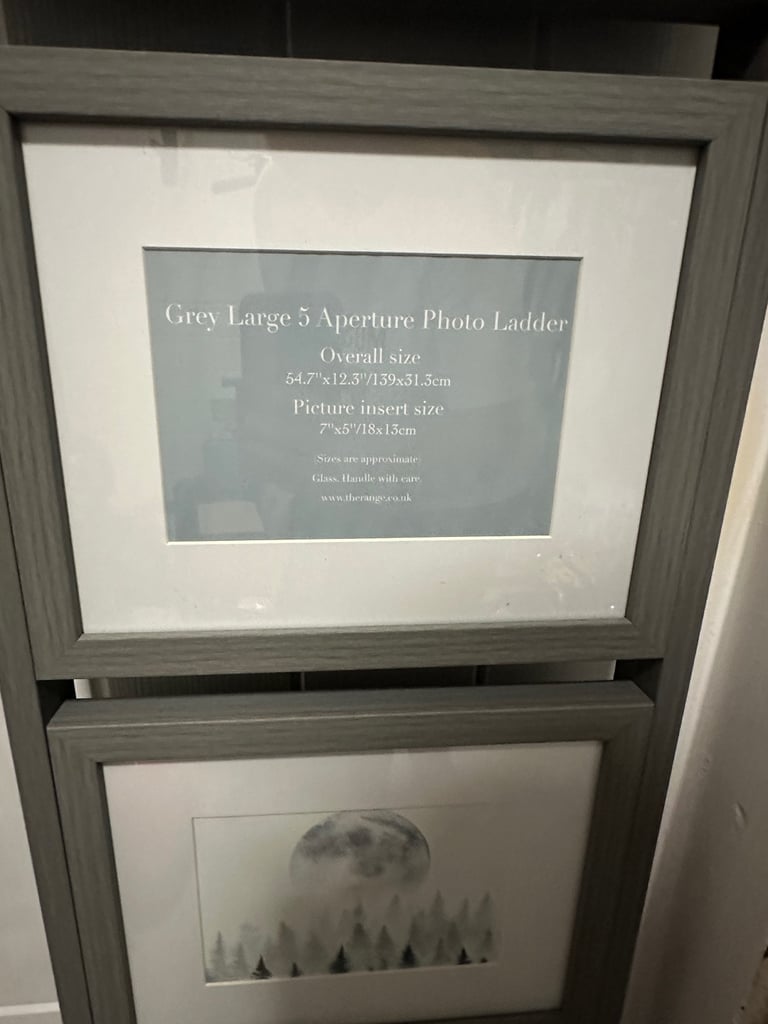 Grey Large 5 Aperture Photo Ladder
Overall size
54.7"x12.3"/139x31.3cm
Picture insert size
7"x5"/18x13cm
(Sizes are approximate)
Glass. Handle with care
www.therange.co.uk